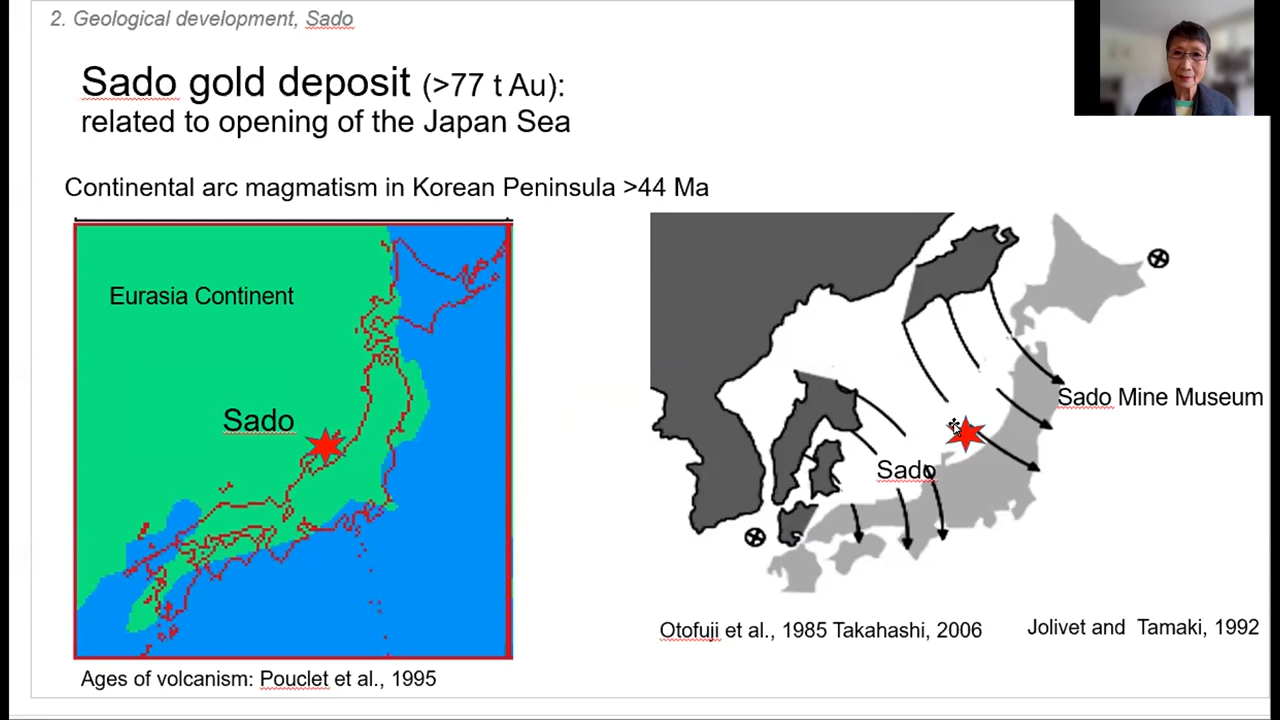 2. Geological development, Sado
Sado gold deposit (>77 t Au):
related to opening of the Japan Sea
Continental arc magmatism in Korean Peninsula >44 Ma
Eurasia Continent
Sado
Sado Mine Museum
Sado
Otofuji et al., 1985 Takahashi, 2006
Jolivet and Tamaki, 1992
Ages of volcanism: Pouclet et al., 1995